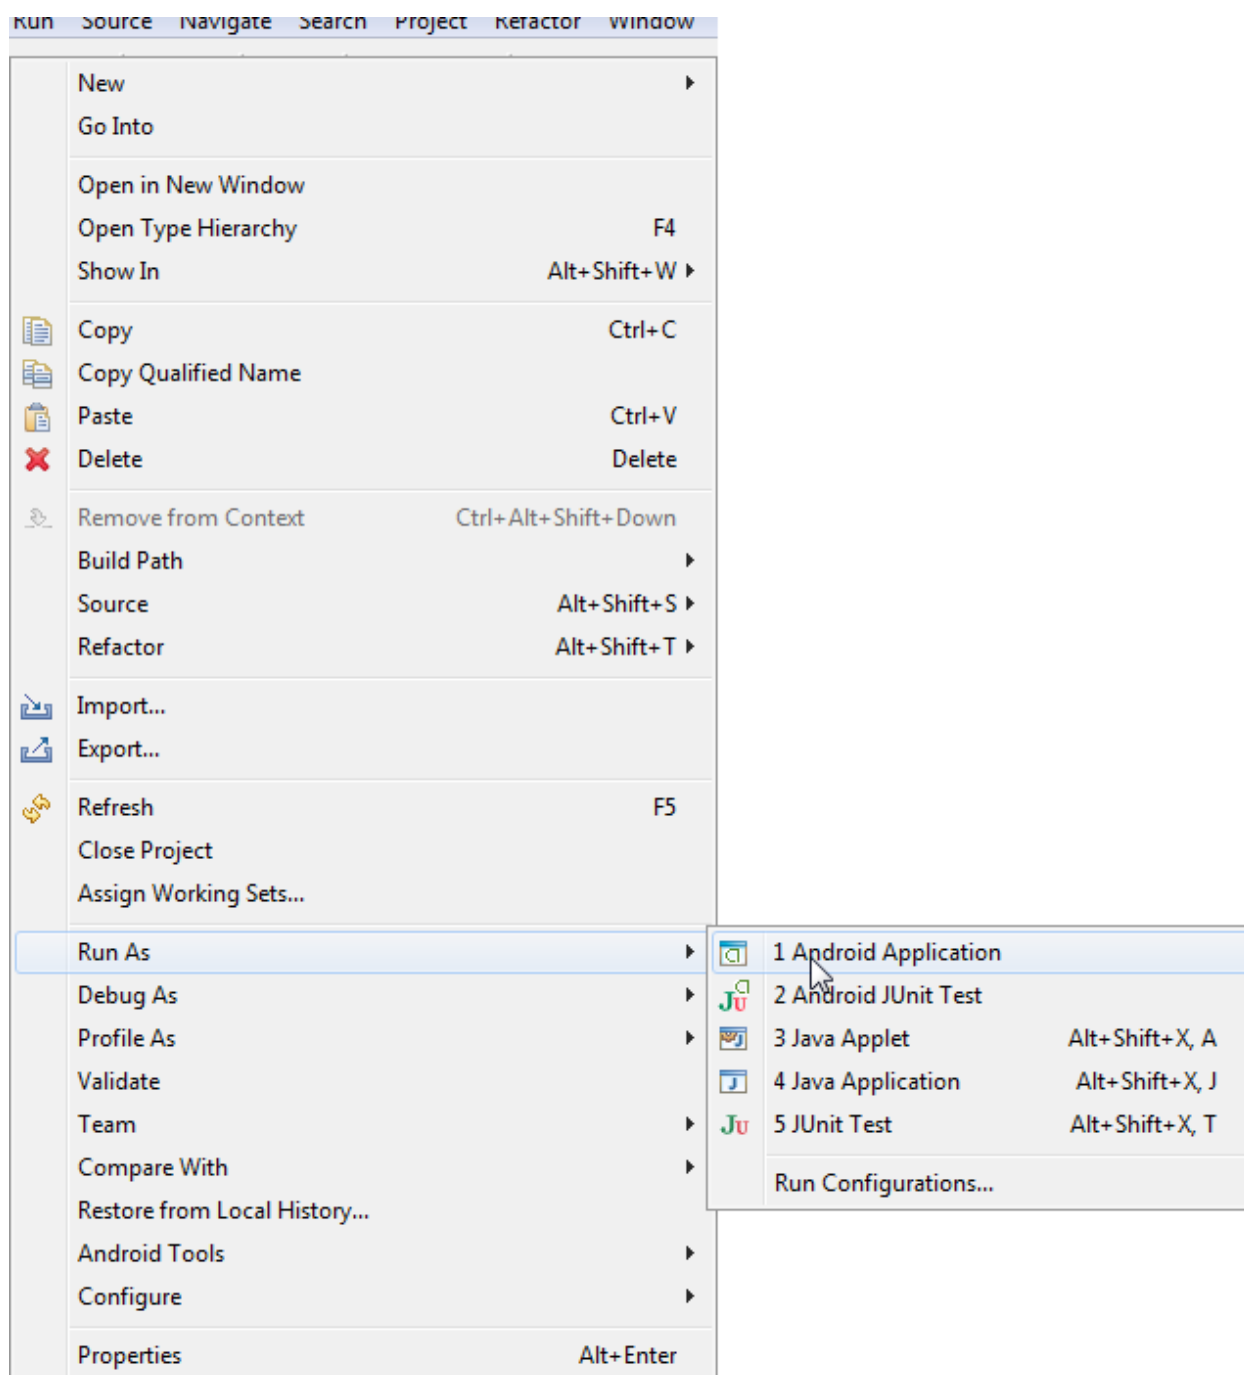 Run Source Navigate Search Project Refactor Window
New
Go Into
Open in New Window
Open Type Hierarchy F4
Show In Alt+Shift+W
Copy Ctrl+C
Copy Qualified Name
Paste Ctrl+V
Delete Delete
Remove from Context Ctrl+Alt+Shift+Down
Build Path
Source Alt+Shift+S
Refactor Alt+Shift+T
Import...
Export...
Refresh F5
Close Project
Assign Working Sets...
Run As
Debug As
Profile As
Validate
Team
Compare With
Restore from Local History...
Android Tools
Configure
Properties Alt+Enter
1 Android Application
2 Android JUnit Test
3 Java Applet Alt+Shift+X, A
4 Java Application Alt+Shift+X, J
5 JUnit Test Alt+Shift+X, T
Run Configurations...